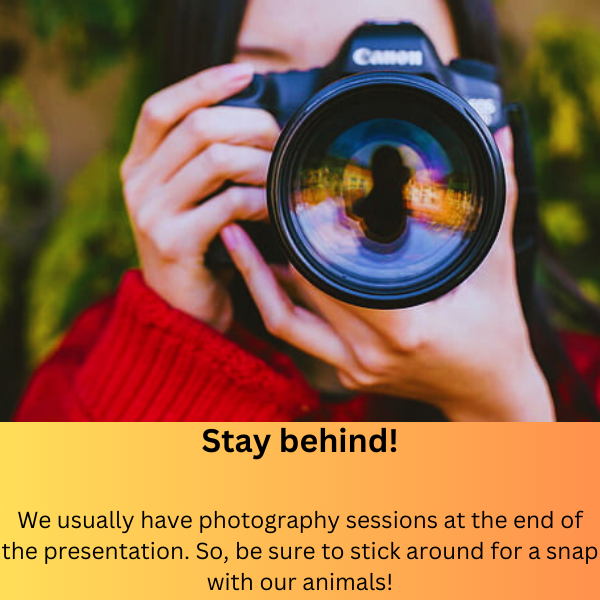 Canon
Stay behind!
We usually have photography sessions at the end of
the presentation. So, be sure to stick around for a snap
with our animals!